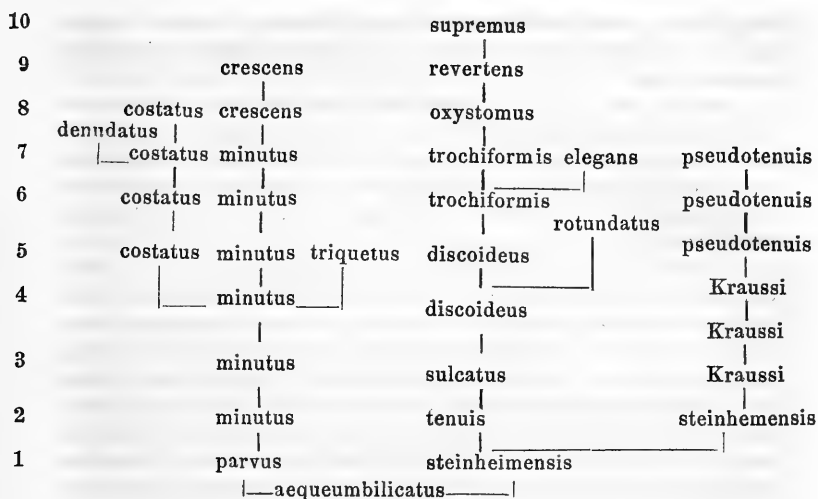 10 supremus
9 crescens revertens
8 costatus crescens oxystomus
denudatus
7 costatus minutus trochiformis elegans pseudotenuis
6 costatus minutus trochiformis pseudotenuis
rotundatus
5 costatus minutus triquetus discoideus pseudotenuis
4 minutus discoideus Kraussi
Kraussi
3 minutus sulcatus Kraussi
2 minutus tenuis steinhemensis
1 parvus steinheimensis
aequeumbilicatus